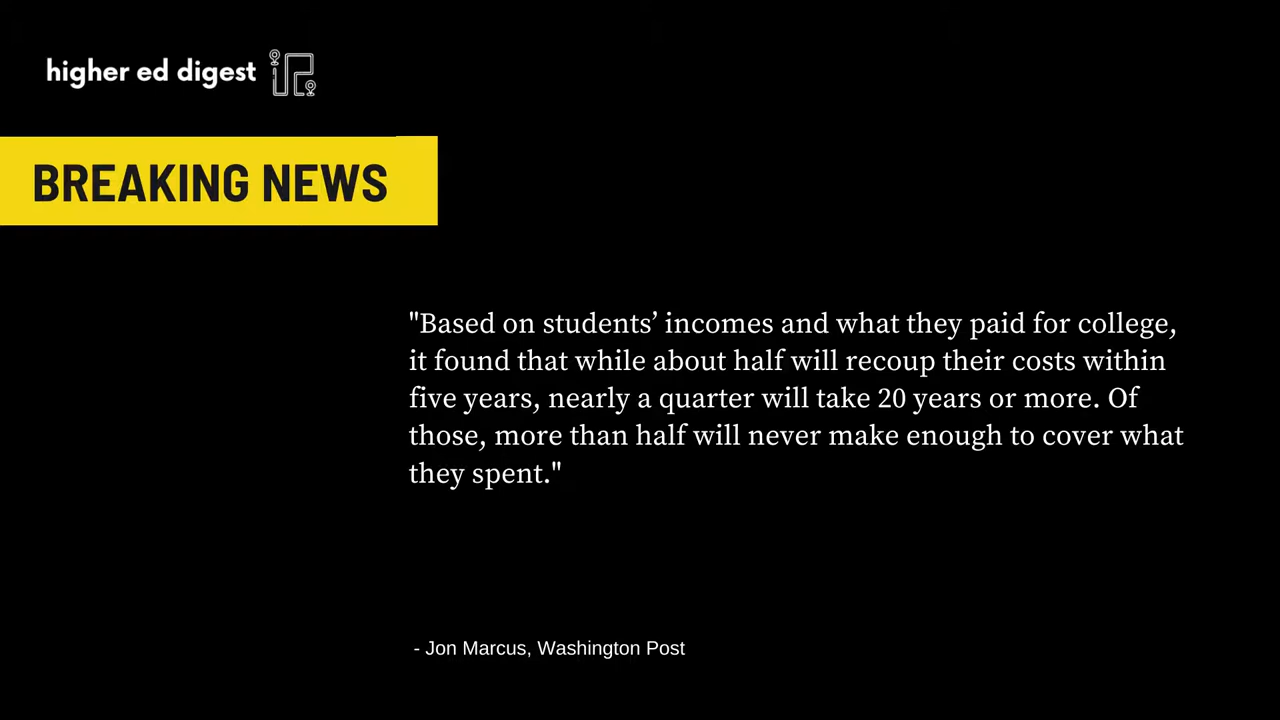 higher ed digest
BREAKING NEWS
"Based on students’ incomes and what they paid for college,
it found that while about half will recoup their costs within
five years, nearly a quarter will take 20 years or more. Of
those, more than half will never make enough to cover what
they spent."
- Jon Marcus, Washington Post